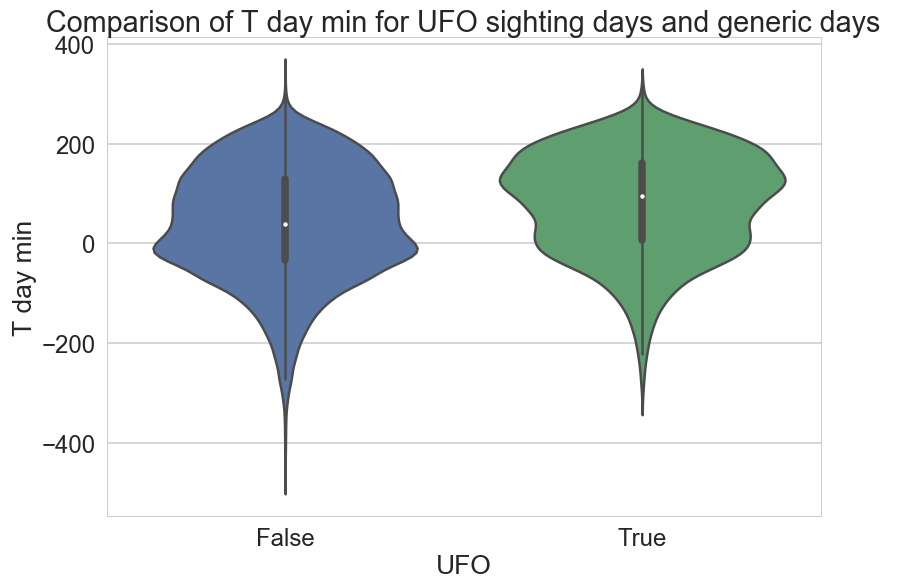 Comparison of T day min for UFO sighting days and generic days
400
200
0
−200
−400
T day min
False
True
UFO